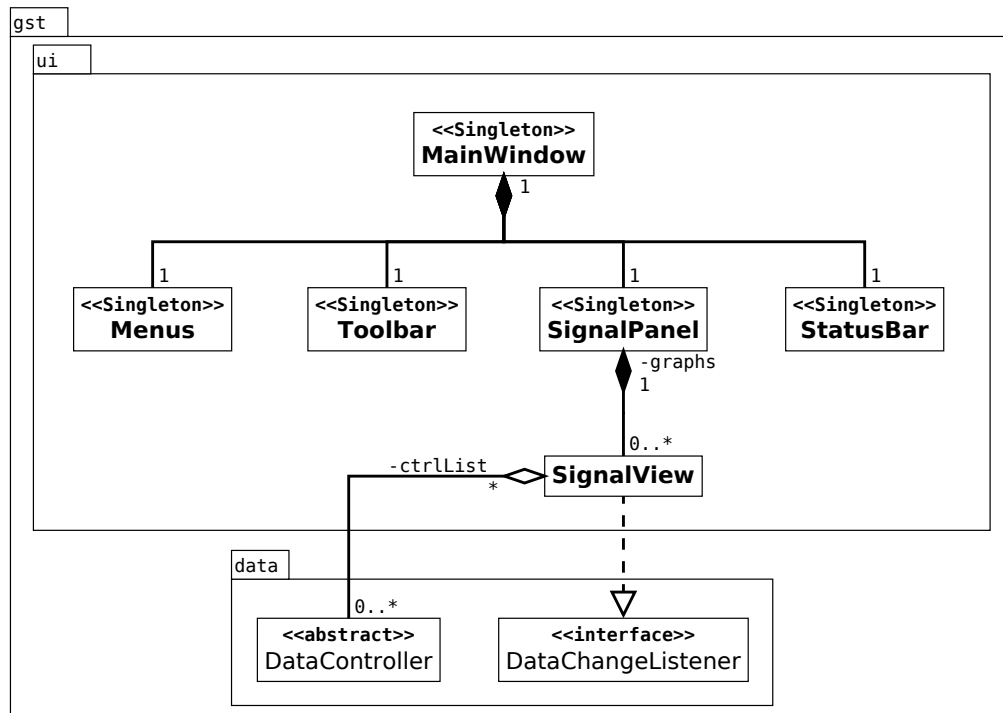 gst
ui
<<Singleton>>
MainWindow
1
1
1
1
1
<<Singleton>>
Menus
<<Singleton>>
Toolbar
<<Singleton>>
SignalPanel
<<Singleton>>
StatusBar
-graphs
1
0..*
-ctrlList
*
SignalView
data
0..*
<<abstract>>
DataController
<<interface>>
DataChangeListener